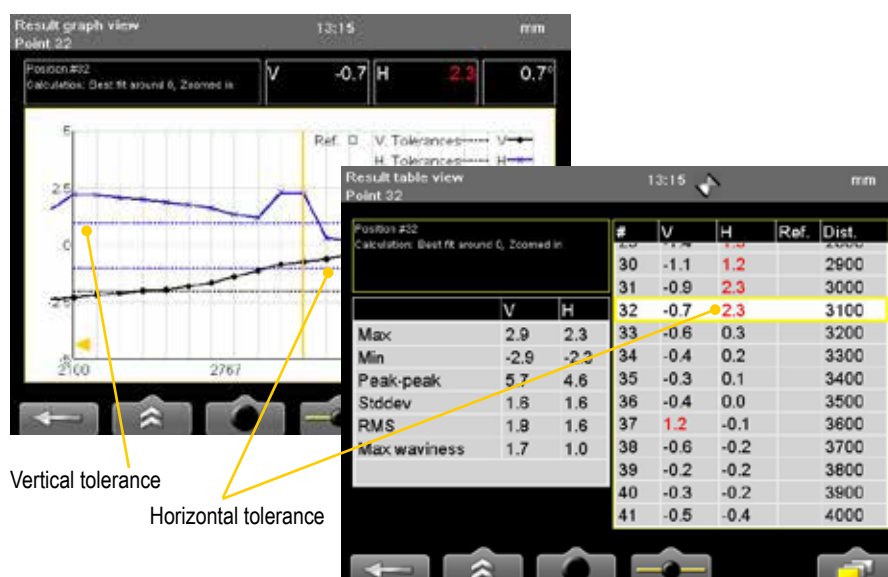 Result graph view 13:15 mm
Point 22
Position #32
Calculation: Best fit around 0, Zoomed in
V -0.7 H 2.3 0.7°
5
Ref. V. Tolerances V
H. Tolerances H
2.5
0
-2.5
2100 2767
Result table view 13:15 mm
Point 32
Position #32
Calculation: Best fit around 0, Zoomed in
V H
Max 2.9 2.3
Min -2.9 -2.3
Peak-peak 5.7 4.6
Stddev 1.6 1.6
RMS 1.8 1.6
Max waviness 1.7 1.0
# V H Ref. Dist.
30 -1.1 1.2 2900
31 -0.9 2.3 3000
32 -0.7 2.3 3100
33 -0.6 0.3 3200
34 -0.4 0.2 3300
35 -0.3 0.1 3400
36 -0.4 0.0 3500
37 1.2 -0.1 3600
38 -0.6 -0.2 3700
39 -0.2 -0.2 3800
40 -0.3 -0.2 3900
41 -0.5 -0.4 4000
Vertical tolerance
Horizontal tolerance